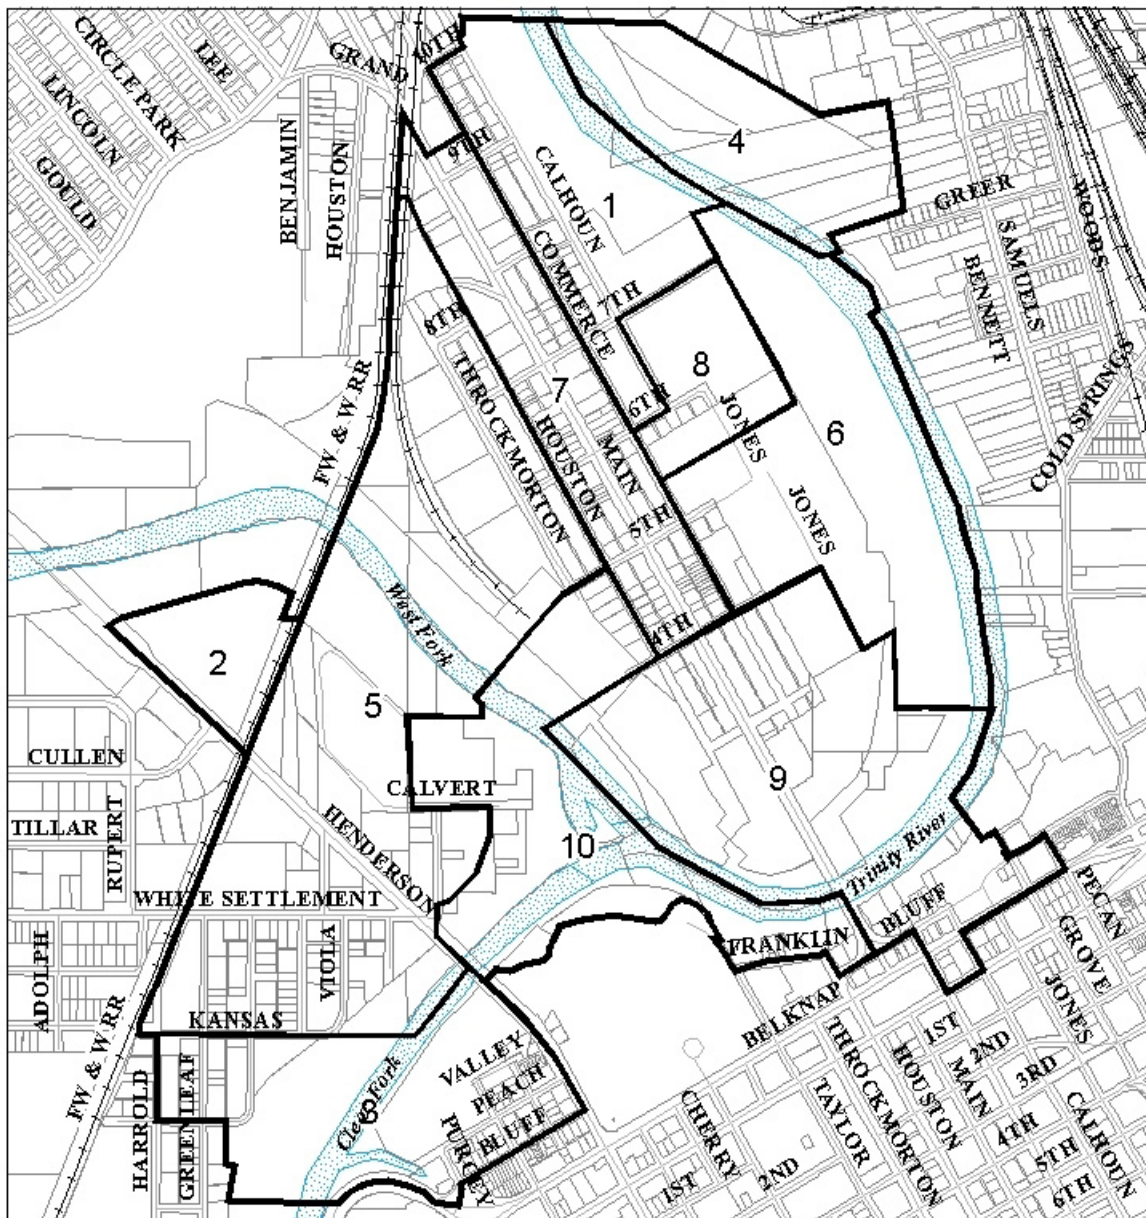 CIRCLE PARK
LEE
LINCOLN
GOULD
GRAND
10TH
9TH
BENJAMIN
HOUSTON
CALHOUN
1
4
GREER
WOODS
SAMUELS
BENNETT
COMMERCE
7TH
8TH
THROCKMORTON
7
HOUSTON
MAIN
6TH
8
JONES
JONES
6
COLD SPRINGS
FW & W RR
5TH
4TH
West Fork
2
5
CULLEN
TILLAR
RUPERT
CALVERT
HENDERSON
9
10
Trinity River
WHITE SETTLEMENT
ADOLPH
VIOLA
FRANKLIN
BLUFF
PECAN
GROVE
JONES
KANSAS
BELKNAP
FW & W RR
HARROLD
GREENLEAF
VALLEY
PEACH
BLUFF
PURCEY
Clear Fork
CHERRY
1ST
2ND
TAYLOR
THROCKMORTON
HOUSTON
MAIN
1ST
2ND
3RD
4TH
5TH
6TH
CALHOUN